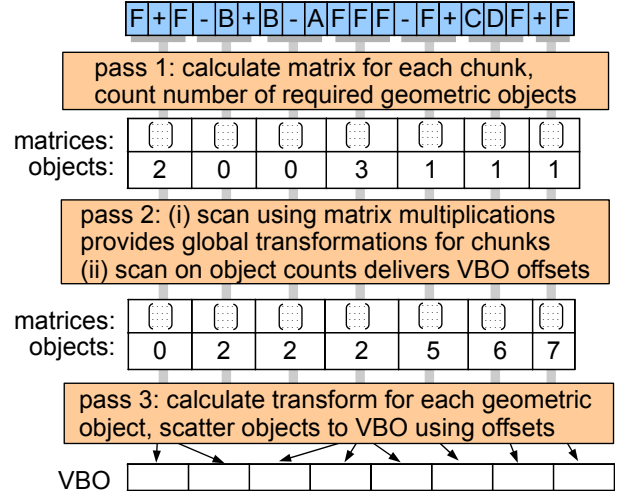 F + F - B + B - A F F F - F + C D F + F
pass 1: calculate matrix for each chunk,
count number of required geometric objects
matrices:
objects: 2 0 0 3 1 1 1
pass 2: (i) scan using matrix multiplications
provides global transformations for chunks
(ii) scan on object counts delivers VBO offsets
matrices:
objects: 0 2 2 2 5 6 7
pass 3: calculate transform for each geometric
object, scatter objects to VBO using offsets
VBO